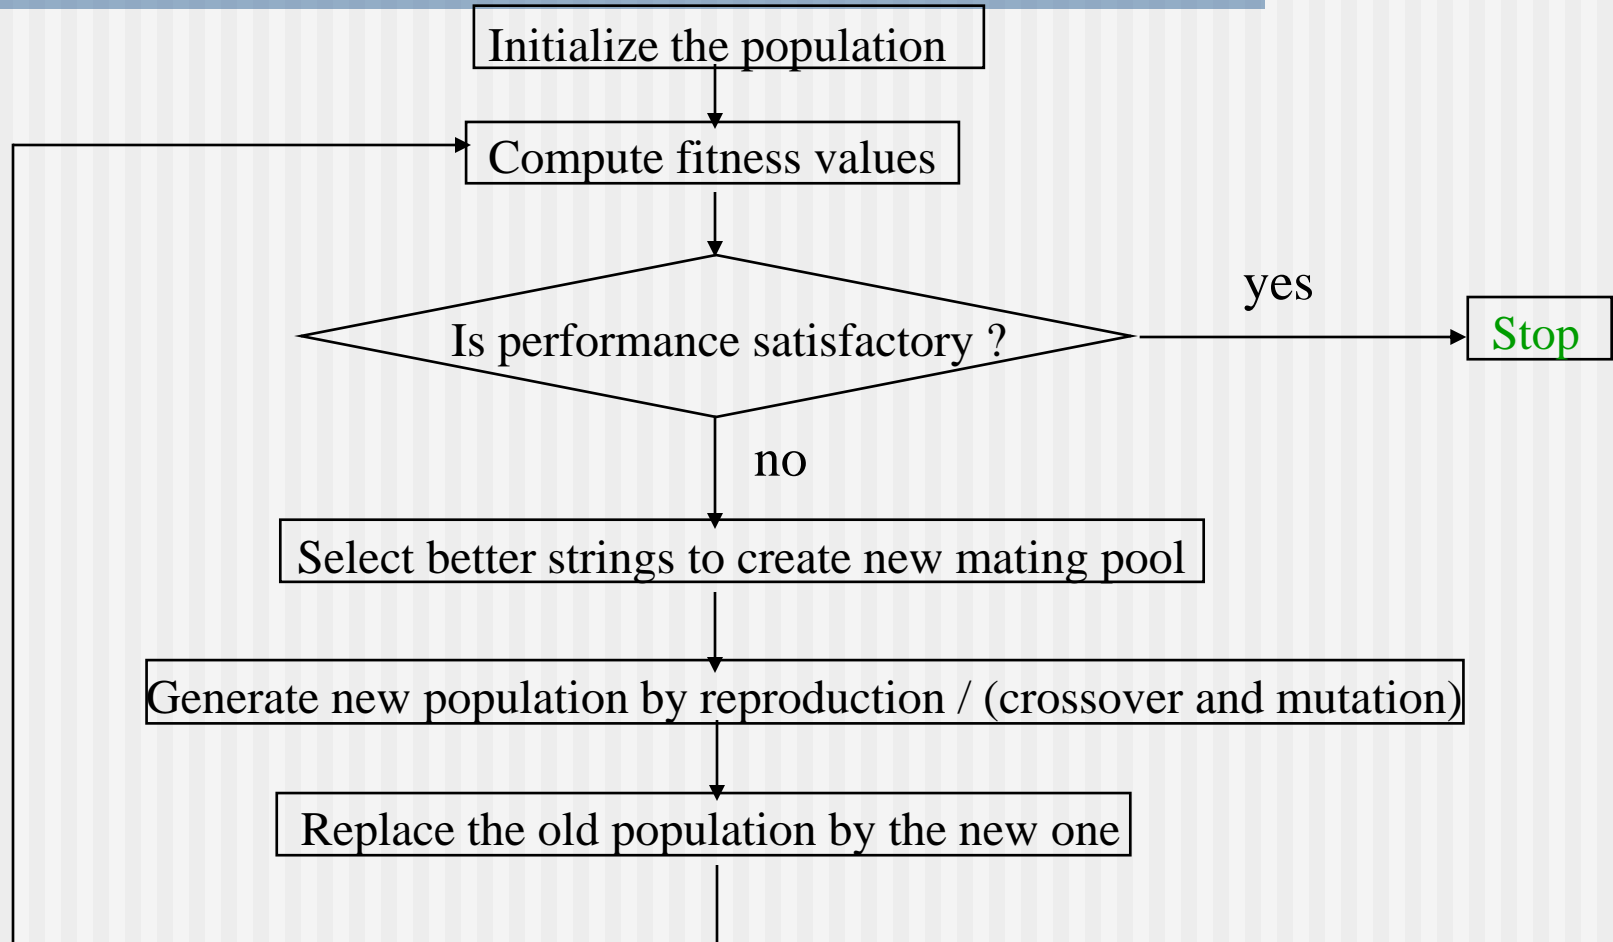 Initialize the population
Compute fitness values
yes
Is performance satisfactory ?
Stop
no
Select better strings to create new mating pool
Generate new population by reproduction / (crossover and mutation)
Replace the old population by the new one